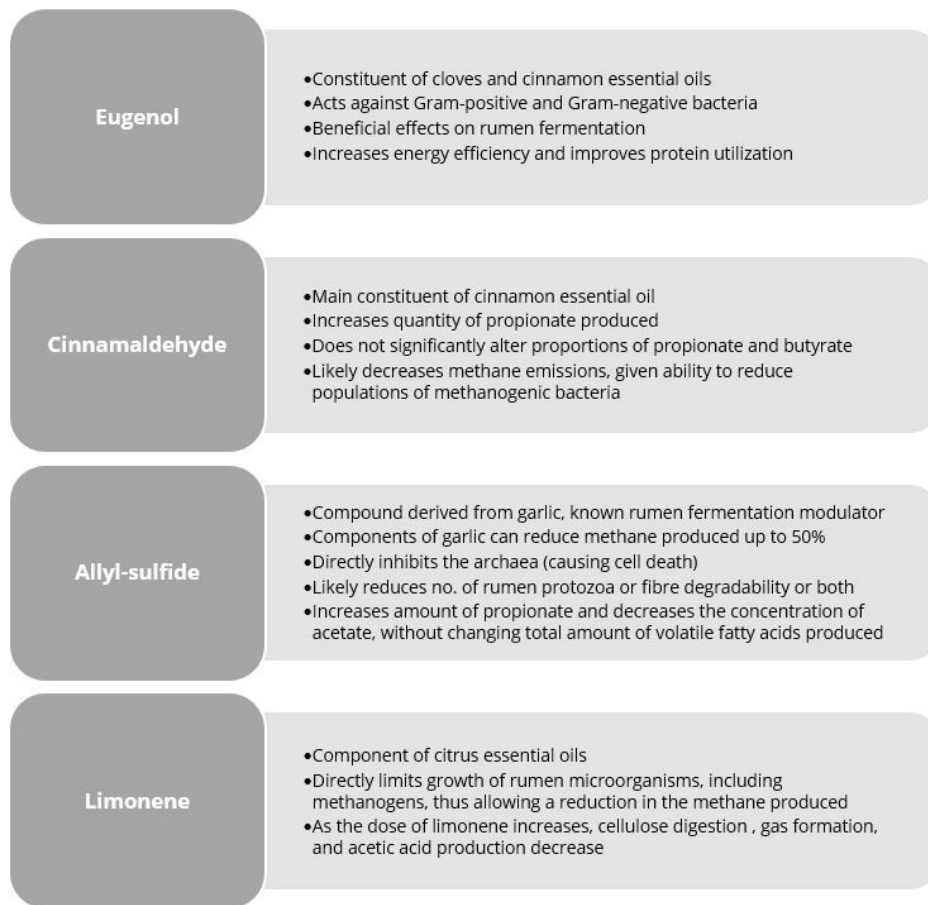 Eugenol
•Constituent of cloves and cinnamon essential oils
•Acts against Gram-positive and Gram-negative bacteria
•Beneficial effects on rumen fermentation
•Increases energy efficiency and improves protein utilization
Cinnamaldehyde
•Main constituent of cinnamon essential oil
•Increases quantity of propionate produced
•Does not significantly alter proportions of propionate and butyrate
•Likely decreases methane emissions, given ability to reduce
populations of methanogenic bacteria
Allyl-sulfide
•Compound derived from garlic, known rumen fermentation modulator
•Components of garlic can reduce methane produced up to 50%
•Directly inhibits the archaea (causing cell death)
•Likely reduces no. of rumen protozoa or fibre degradability or both
•Increases amount of propionate and decreases the concentration of
acetate, without changing total amount of volatile fatty acids produced
Limonene
•Component of citrus essential oils
•Directly limits growth of rumen microorganisms, including
methanogens, thus allowing a reduction in the methane produced
•As the dose of limonene increases, cellulose digestion , gas formation,
and acetic acid production decrease